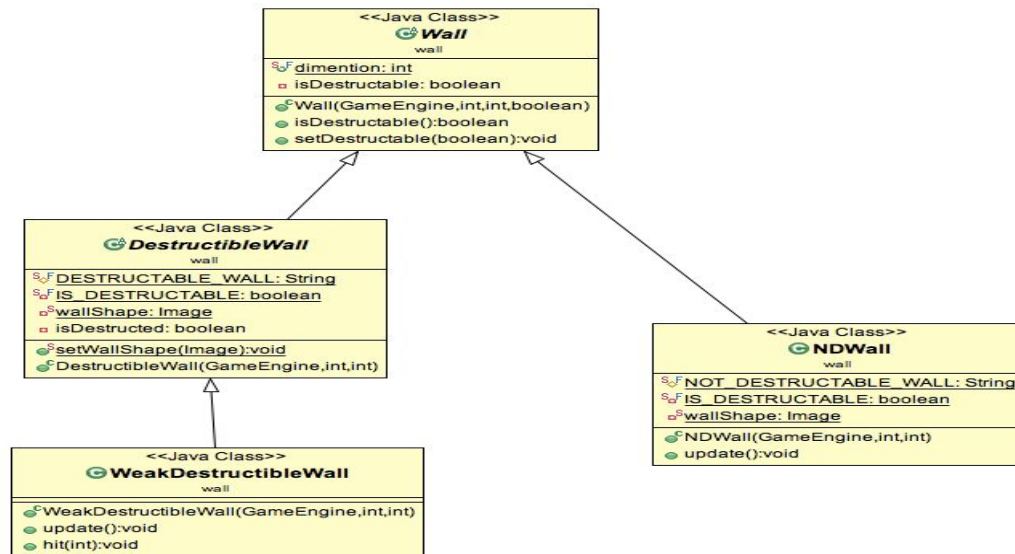 <<Java Class>>
Wall
wall
dimention: int
isDestructable: boolean
Wall(GameEngine,int,int,boolean)
isDestructable():boolean
setDestructable(boolean):void
<<Java Class>>
DestructibleWall
wall
DESTRUCTABLE_WALL: String
IS_DESTRUCTABLE: boolean
wallShape: Image
isDestructed: boolean
setWallShape(Image):void
DestructibleWall(GameEngine,int,int)
<<Java Class>>
NDWall
wall
NOT_DESTRUCTABLE_WALL: String
IS_DESTRUCTABLE: boolean
wallShape: Image
NDWall(GameEngine,int,int)
update():void
<<Java Class>>
WeakDestructibleWall
wall
WeakDestructibleWall(GameEngine,int,int)
update():void
hit(int):void